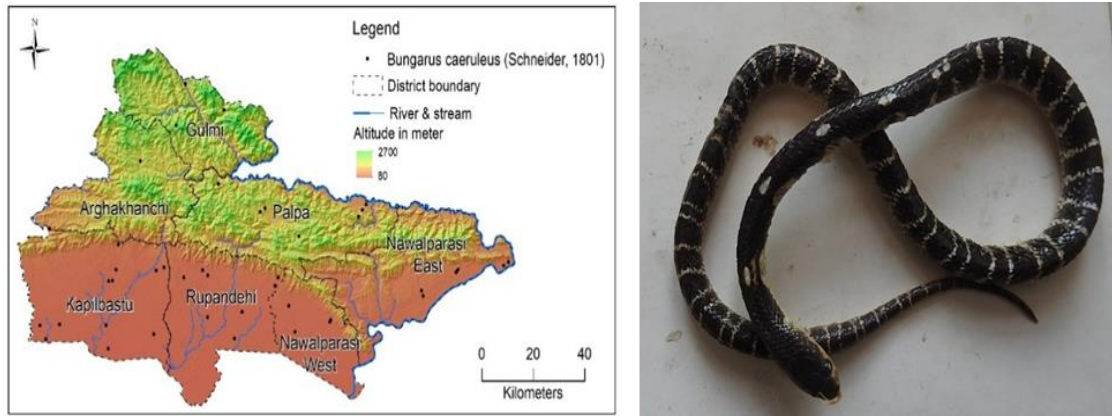 N
Legend
Bungarus caeruleus (Schneider, 1801)
District boundary
River & stream
Altitude in meter
2700
80
Gulmi
Arghakhanchi
Palpa
Nawalparasi
East
Kapilbastu
Rupandehi
Nawalparasi
West
0 20 40
Kilometers